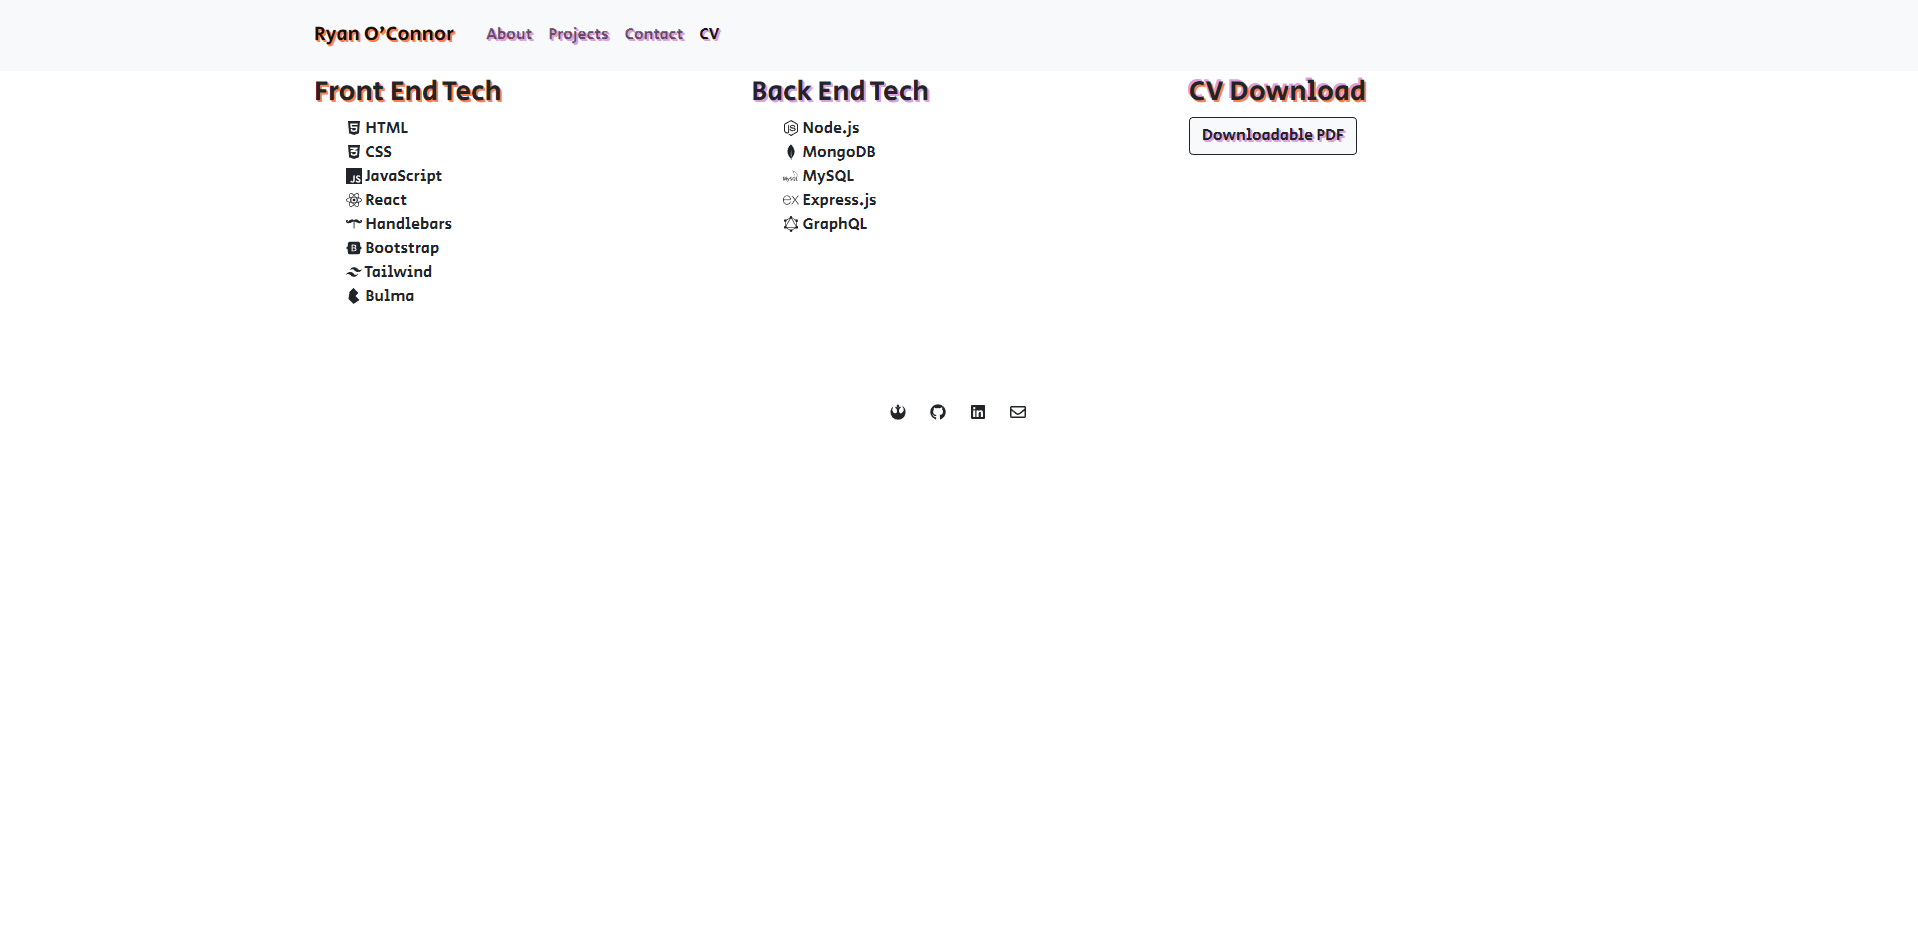 Ryan O’Connor About Projects Contact CV
Front End Tech
HTML
CSS
JavaScript
React
Handlebars
Bootstrap
Tailwind
Bulma
Back End Tech
Node.js
MongoDB
MySQL
Express.js
GraphQL
CV Download
Downloadable PDF